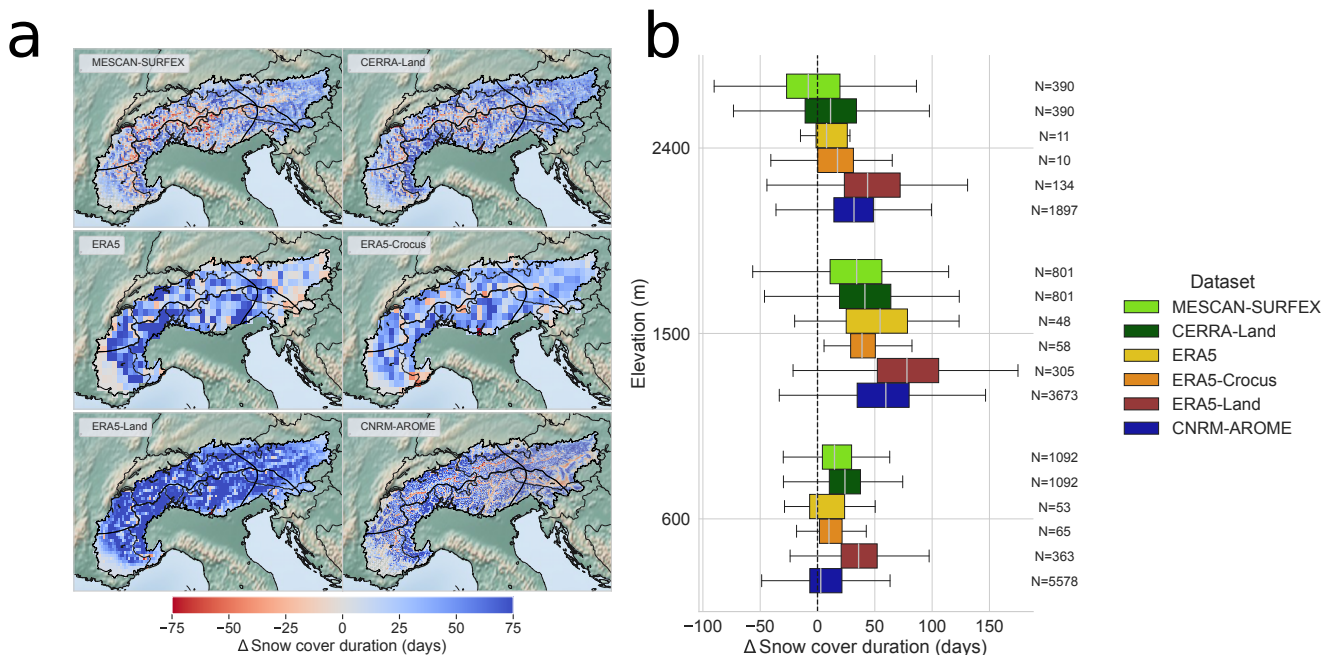 a
MESCAN-SURFEX
CERRA-Land
ERA5
ERA5-Crocus
ERA5-Land
CNRM-AROME
−75 −50 −25 0 25 50 75
Δ Snow cover duration (days)
b
Elevation (m)
2400
1500
600
N=390
N=390
N=11
N=10
N=134
N=1897
N=801
N=801
N=48
N=58
N=305
N=3673
N=1092
N=1092
N=53
N=65
N=363
N=5578
−100 −50 0 50 100 150
Δ Snow cover duration (days)
Dataset
MESCAN-SURFEX
CERRA-Land
ERA5
ERA5-Crocus
ERA5-Land
CNRM-AROME